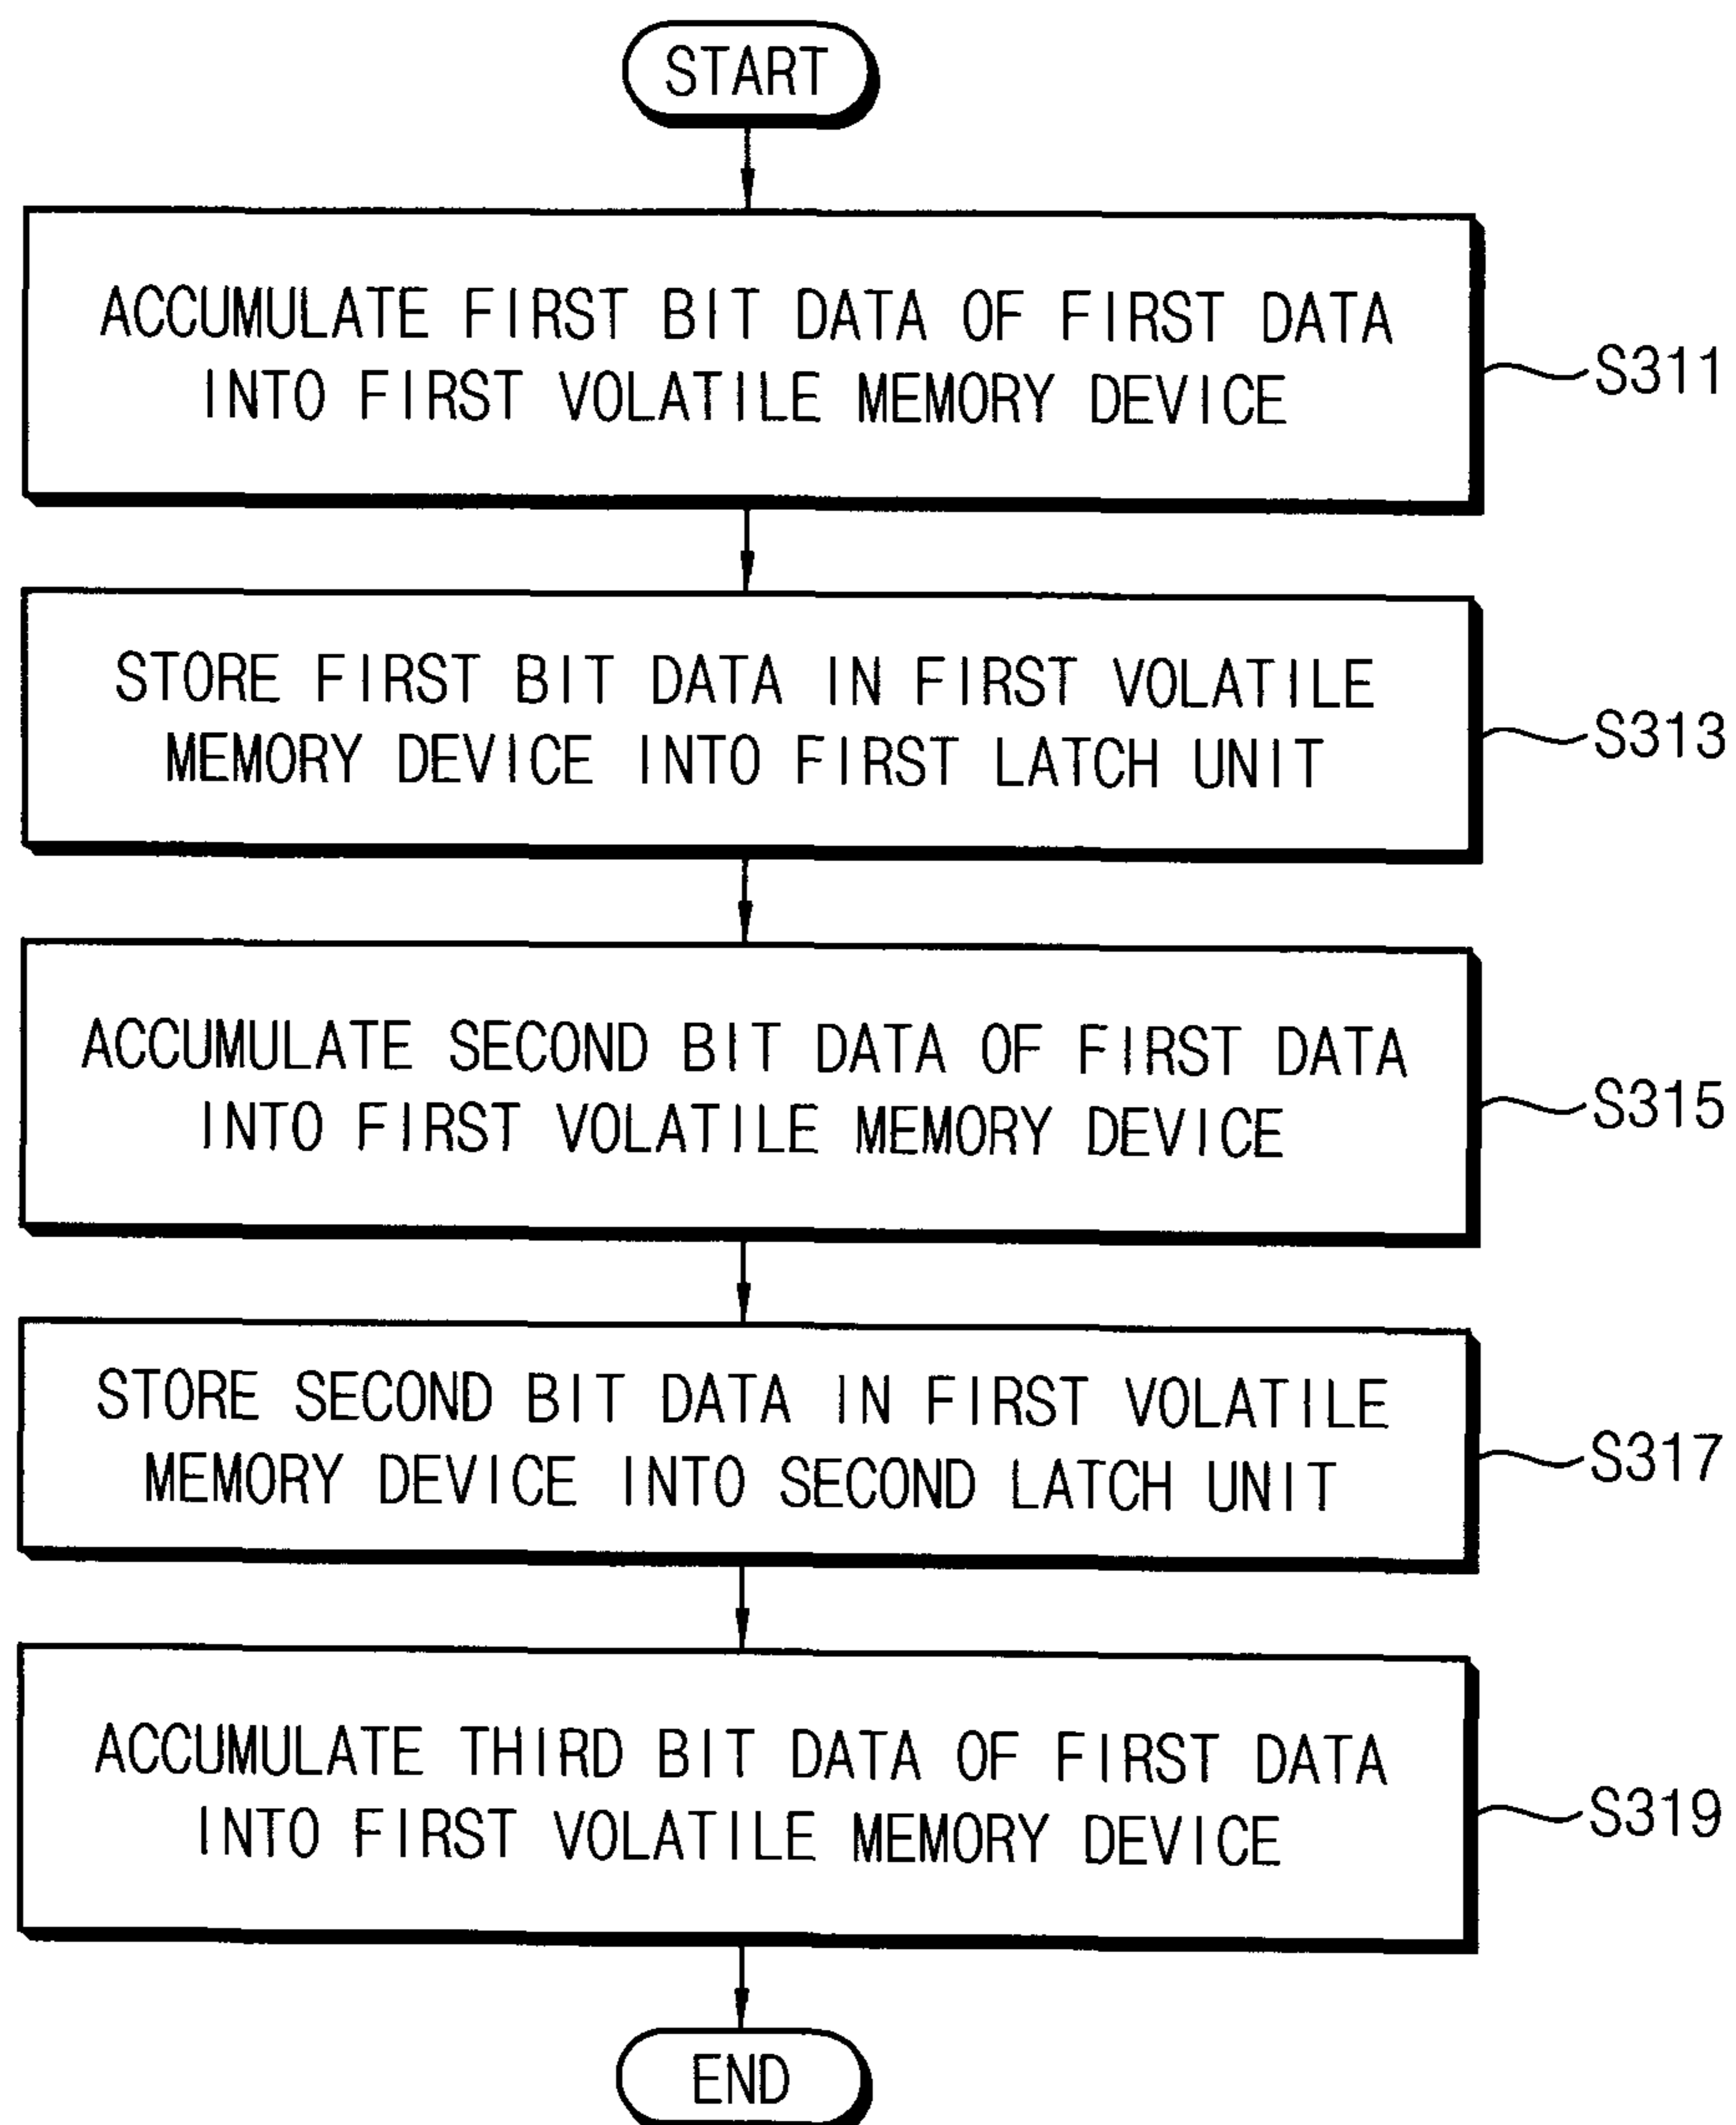 START
ACCUMULATE FIRST BIT DATA OF FIRST DATA
INTO FIRST VOLATILE MEMORY DEVICE
S311
STORE FIRST BIT DATA IN FIRST VOLATILE
MEMORY DEVICE INTO FIRST LATCH UNIT
S313
ACCUMULATE SECOND BIT DATA OF FIRST DATA
INTO FIRST VOLATILE MEMORY DEVICE
S315
STORE SECOND BIT DATA IN FIRST VOLATILE
MEMORY DEVICE INTO SECOND LATCH UNIT
S317
ACCUMULATE THIRD BIT DATA OF FIRST DATA
INTO FIRST VOLATILE MEMORY DEVICE
S319
END